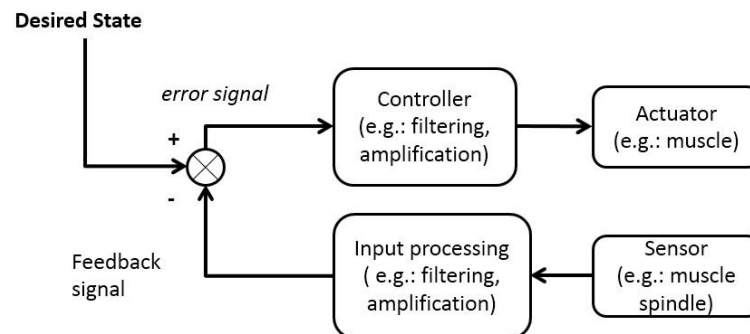 Desired State
error signal
Controller
(e.g.: filtering,
amplification)
Actuator
(e.g.: muscle)
+
-
Feedback
signal
Input processing
( e.g.: filtering,
amplification)
Sensor
(e.g.: muscle
spindle)